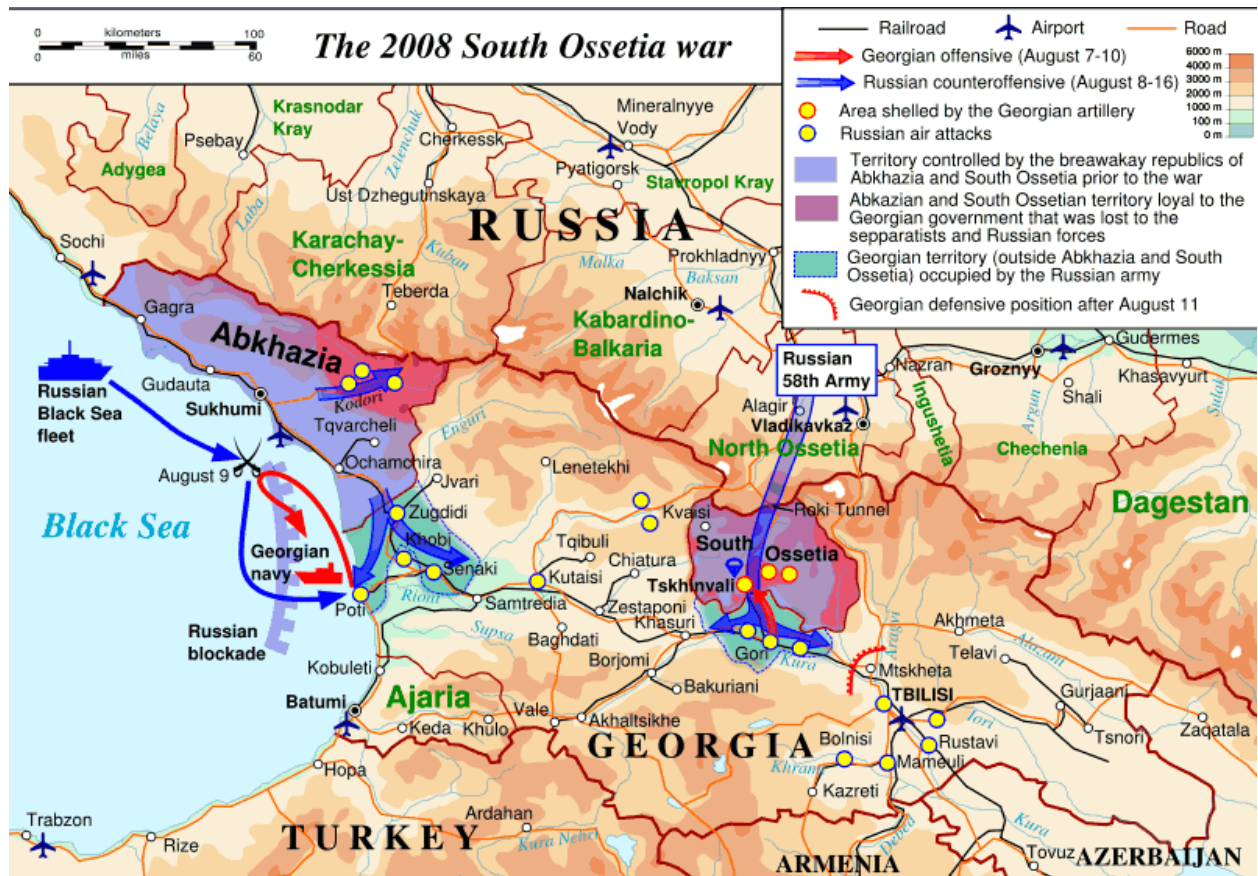 0 kilometers 100
miles 60
The 2008 South Ossetia war
Railroad
Airport
Road
Georgian offensive (August 7-10)
Russian counteroffensive (August 8-16)
Area shelled by the Georgian artillery
Russian air attacks
Territory controlled by the breawakay republics of
Abkhazia and South Ossetia prior to the war
Abkazian and South Ossetian territory loyal to the
Georgian government that was lost to the
sepparatists and Russian forces
Georgian territory (outside Abkhazia and South
Ossetia) occupied by the Russian army
Georgian defensive position after August 11
6000 m
4000 m
3000 m
2000 m
1000 m
100 m
0 m
Krasnodar
Kray
Belaya
Psebay
Adygea
Laba
Zelenchuk
Cherkessk
Ust Dzhegutinskaya
Mineralnyye
Vody
Pyatigorsk
Stavropol Kray
RUSSIA
Sochi
Karachay-
Cherkessia
Kuban
Teberda
Malka
Baksan
Prokhladnyy
Nalchik
Kabardino-
Balkaria
Gagra
Abkhazia
Gudauta
Sukhumi
Kodori
Tqvarcheli
Ochamchira
Enguri
Jvari
Lenetekhi
Russian
Black Sea
fleet
August 9
Black Sea
Georgian
navy
Russian
blockade
Russian
58th Army
Nazran
Groznyy
Gudermes
Khasavyurt
Shali
Argun
Sulak
Ingushetia
Chechenia
Dagestan
Alagir
Vladikavkaz
North Ossetia
Roki Tunnel
Kvaisi
South
Ossetia
Tskhinvali
Zugdidi
Khobi
Senaki
Poti
Rioni
Samtredia
Supsa
Tqibuli
Chiatura
Kutaisi
Zestaponi
Baghdati
Khasuri
Borjomi
Bakuriani
Gori
Kura
Aragvi
Mtskheta
TBILISI
Akhmeta
Telavi
Alazani
Gurjaani
Tsnori
Zaqatala
Iori
Rustavi
Mameuli
Bolnisi
Khrami
Kazreti
Kobuleti
Batumi
Ajaria
Keda
Khulo
Vale
Akhaltsikhe
GEORGIA
Hopa
Trabzon
Rize
TURKEY
Ardahan
Kura Nehri
ARMENIA
Debed
Kura
Tovuz
AZERBAIJAN